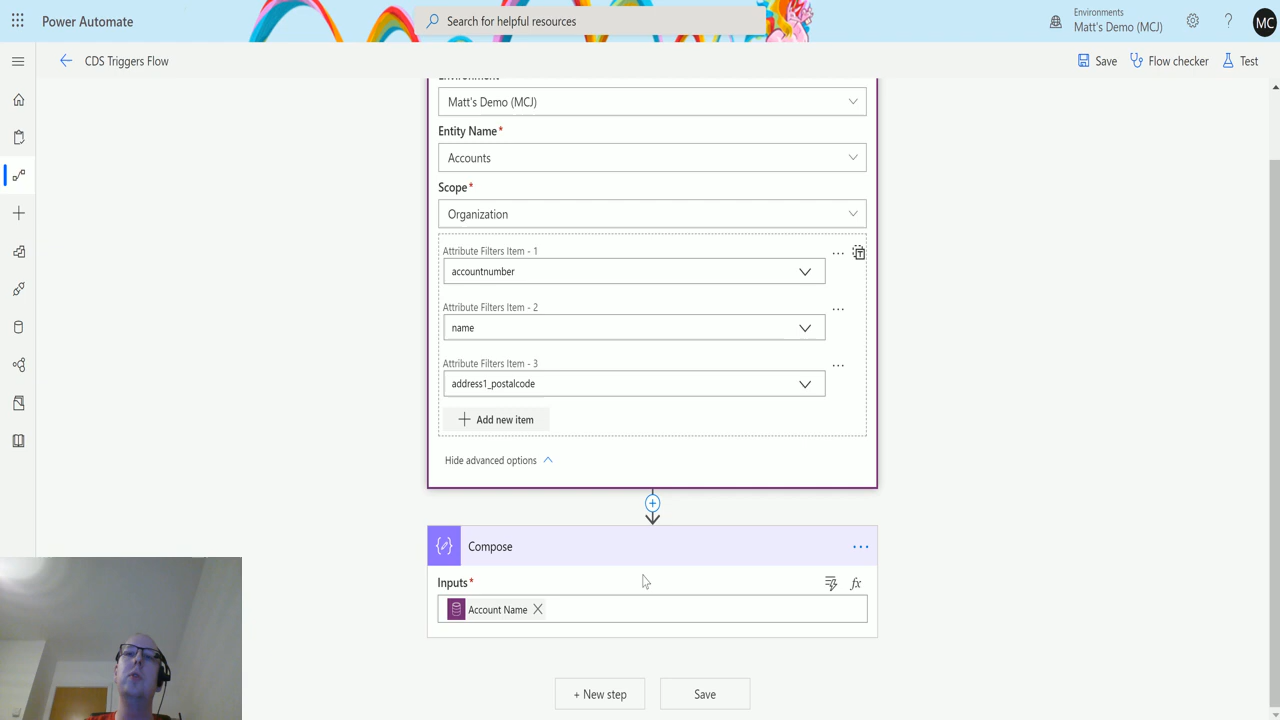 Power Automate
Search for helpful resources
Environments
Matt's Demo (MCJ)
?
MC
CDS Triggers Flow
Save
Flow checker
Test
Matt's Demo (MCJ)
Entity Name*
Accounts
Scope*
Organization
Attribute Filters Item - 1
accountnumber
Attribute Filters Item - 2
name
Attribute Filters Item - 3
address1_postalcode
+ Add new item
Hide advanced options
Compose
Inputs*
fx
Account Name
+ New step
Save